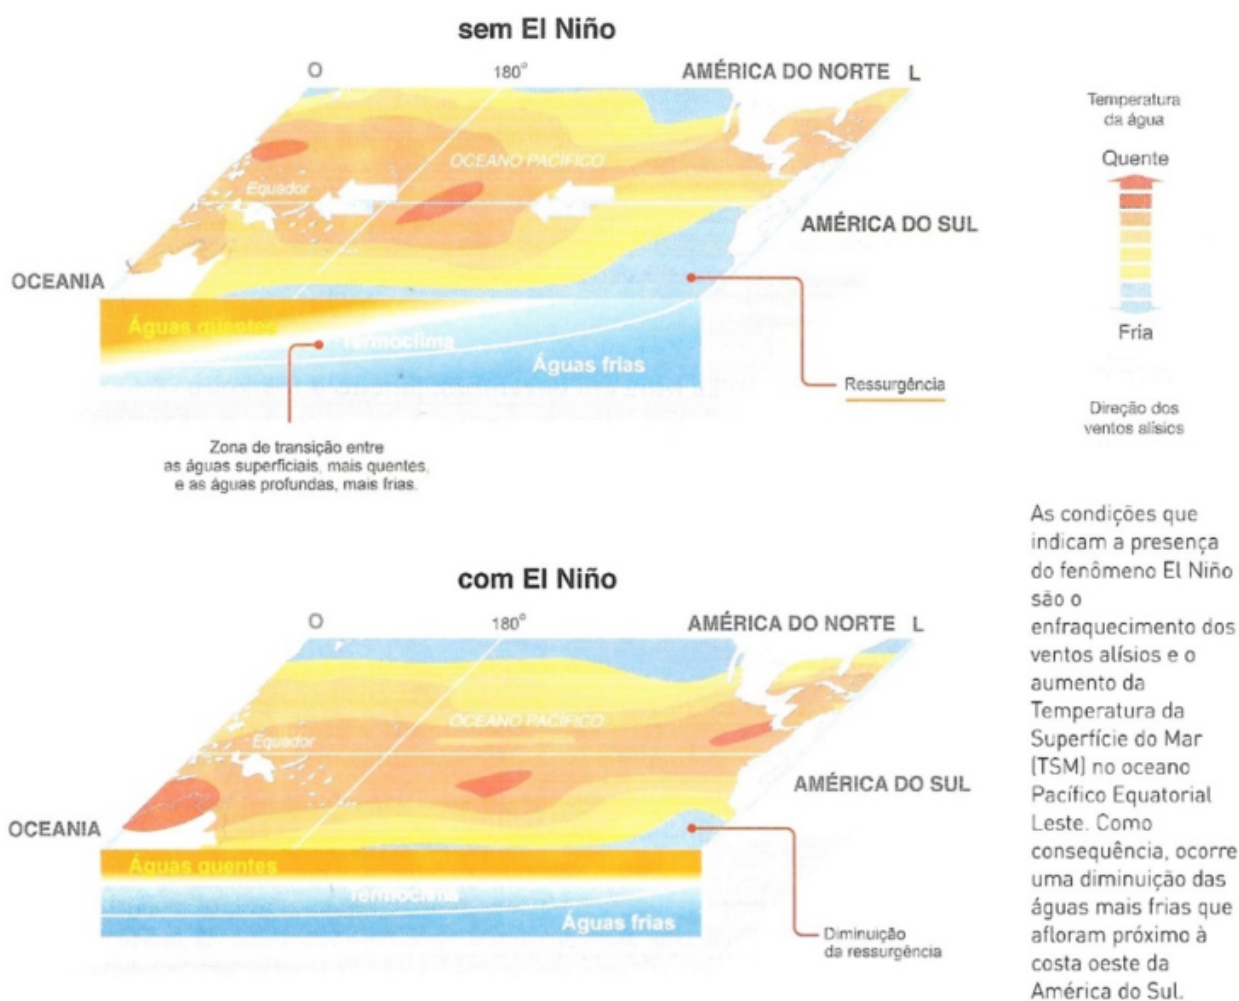 sem El Niño
O
180°
AMÉRICA DO NORTE L
OCEANO PACÍFICO
Equador
AMÉRICA DO SUL
OCEANIA
Águas quentes
Termoclima
Águas frias
Ressurgência
Zona de transição entre
as águas superficiais, mais quentes,
e as águas profundas, mais frias.
Temperatura
da água
Quente
Fria
Direção dos
ventos alísios
com El Niño
O
180°
AMÉRICA DO NORTE L
OCEANO PACÍFICO
Equador
AMÉRICA DO SUL
OCEANIA
Águas quentes
Termoclima
Águas frias
Diminuição
da ressurgência
As condições que
indicam a presença
do fenômeno El Niño
são o
enfraquecimento dos
ventos alísios e o
aumento da
Temperatura da
Superfície do Mar
(TSM) no oceano
Pacífico Equatorial
Leste. Como
consequência, ocorre
uma diminuição das
águas mais frias que
afloram próximo à
costa oeste da
América do Sul.